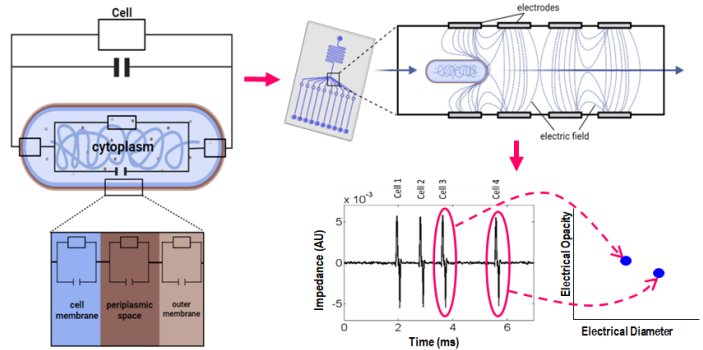 Cell
cytoplasm
cell
membrane
periplasmic
space
outer
membrane
electrodes
electric field
Cell 1
Cell 2
Cell 3
Cell 4
x 10⁻³
5
0
-5
Impedance (AU)
0
2
4
6
Time (ms)
Electrical Opacity
Electrical Diameter